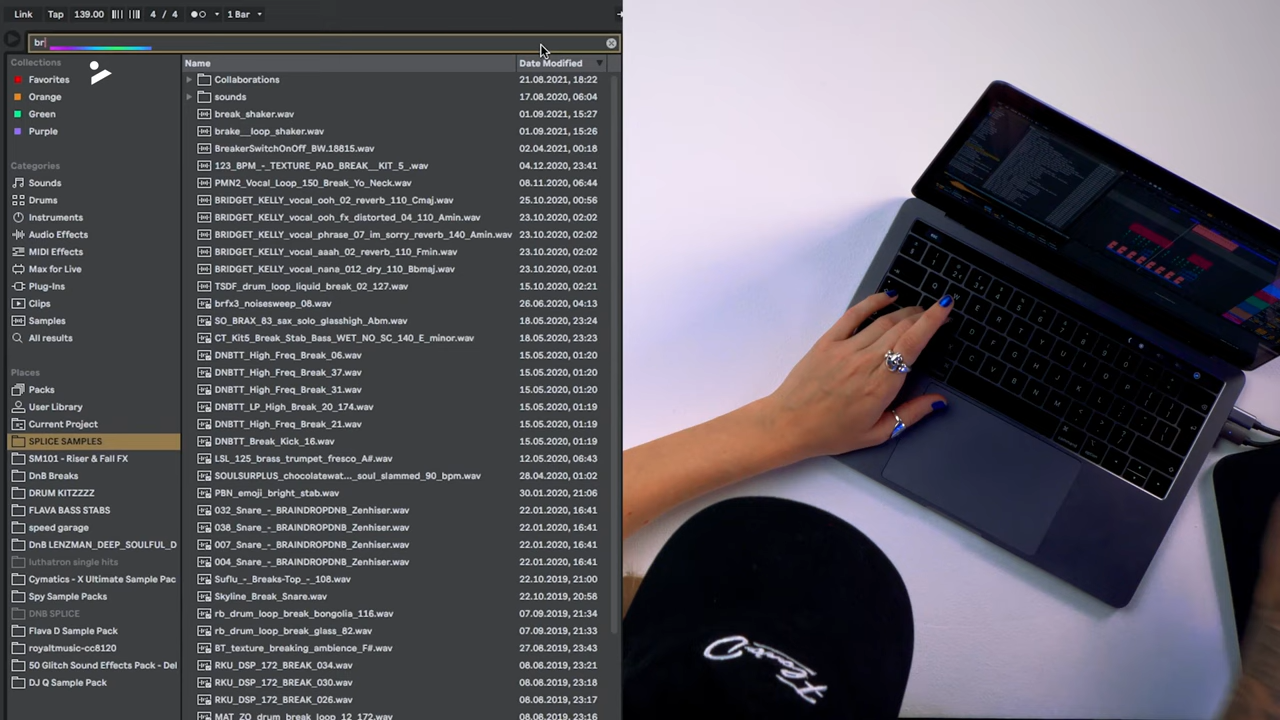 Link Tap 139.00 4 / 4 1 Bar
br
Collections
Favorites
Orange
Green
Purple
Categories
Sounds
Drums
Instruments
Audio Effects
MIDI Effects
Max for Live
Plug-Ins
Clips
Samples
All results
Places
Packs
User Library
Current Project
SPLICE SAMPLES
SM101 - Riser & Fall FX
DnB Breaks
DRUM KITZZZZ
FLAVA BASS STABS
speed garage
DnB LENZMAN_DEEP_SOULFUL_D
luthatron single hits
Cymatics - X Ultimate Sample Pac
Spy Sample Packs
DNB SPLICE
Flava D Sample Pack
royaltmusic-cc8120
50 Glitch Sound Effects Pack - Del
DJ Q Sample Pack
Name Date Modified
Collaborations 21.08.2021, 18:22
sounds 17.08.2020, 06:04
break_shaker.wav 01.09.2021, 15:27
brake__loop_shaker.wav 01.09.2021, 15:26
BreakerSwitchOnOff_BW.18815.wav 02.04.2021, 00:18
123_BPM_-_TEXTURE_PAD_BREAK__KIT_5_.wav 04.12.2020, 23:41
PMN2_Vocal_Loop_150_Break_Yo_Neck.wav 08.11.2020, 06:44
BRIDGET_KELLY_vocal_ooh_02_reverb_110_Cmaj.wav 25.10.2020, 00:56
BRIDGET_KELLY_vocal_ooh_fx_distorted_04_110_Amin.wav 23.10.2020, 02:02
BRIDGET_KELLY_vocal_phrase_07_im_sorry_reverb_140_Amin.wav 23.10.2020, 02:02
BRIDGET_KELLY_vocal_aaah_02_reverb_110_Fmin.wav 23.10.2020, 02:02
BRIDGET_KELLY_vocal_nana_012_dry_110_Bbmaj.wav 23.10.2020, 02:01
TSDF_drum_loop_liquid_break_02_127.wav 15.10.2020, 02:21
brfx3_noisesweep_08.wav 26.06.2020, 04:13
SO_BRAX_83_sax_solo_glasshigh_Abm.wav 18.05.2020, 23:24
CT_Kit5_Break_Stab_Bass_WET_NO_SC_140_E_minor.wav 18.05.2020, 23:23
DNBTT_High_Freq_Break_06.wav 15.05.2020, 01:20
DNBTT_High_Freq_Break_37.wav 15.05.2020, 01:20
DNBTT_High_Freq_Break_31.wav 15.05.2020, 01:20
DNBTT_LP_High_Break_20_174.wav 15.05.2020, 01:19
DNBTT_High_Freq_Break_21.wav 15.05.2020, 01:19
DNBTT_Break_Kick_16.wav 15.05.2020, 01:19
LSL_125_brass_trumpet_fresco_A#.wav 12.05.2020, 06:43
SOULSURPLUS_chocolatewat..._soul_slammed_90_bpm.wav 28.04.2020, 01:02
PBN_emoji_bright_stab.wav 30.01.2020, 21:06
032_Snare_-_BRAINDROPDNB_Zenhiser.wav 22.01.2020, 16:41
038_Snare_-_BRAINDROPDNB_Zenhiser.wav 22.01.2020, 16:41
007_Snare_-_BRAINDROPDNB_Zenhiser.wav 22.01.2020, 16:41
004_Snare_-_BRAINDROPDNB_Zenhiser.wav 22.01.2020, 16:41
Suflu_-_Breaks-Top_-_108.wav 22.10.2019, 21:00
Skyline_Break_Snare.wav 22.10.2019, 20:56
rb_drum_loop_break_bongolia_116.wav 07.09.2019, 21:34
rb_drum_loop_break_glass_82.wav 07.09.2019, 21:33
BT_texture_breaking_ambience_F#.wav 27.08.2019, 23:43
RKU_DSP_172_BREAK_034.wav 08.08.2019, 23:21
RKU_DSP_172_BREAK_030.wav 08.08.2019, 23:18
RKU_DSP_172_BREAK_026.wav 08.08.2019, 23:17
MAT_ZO_drum_break_loop_12_172.wav 08.08.2019, 23:16
Flava D